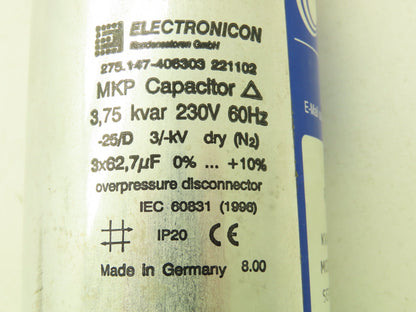 ELECTRONICON
Kondensatoren GmbH
275.147-406303 221102
MKP Capacitor △
3,75 kvar 230V 60Hz
-25/D 3/-kV dry (N₂)
3x62,7µF 0% ... +10%
overpressure disconnector
IEC 60831 (1996)
IP20 CE
Made in Germany 8.00
E-Mail